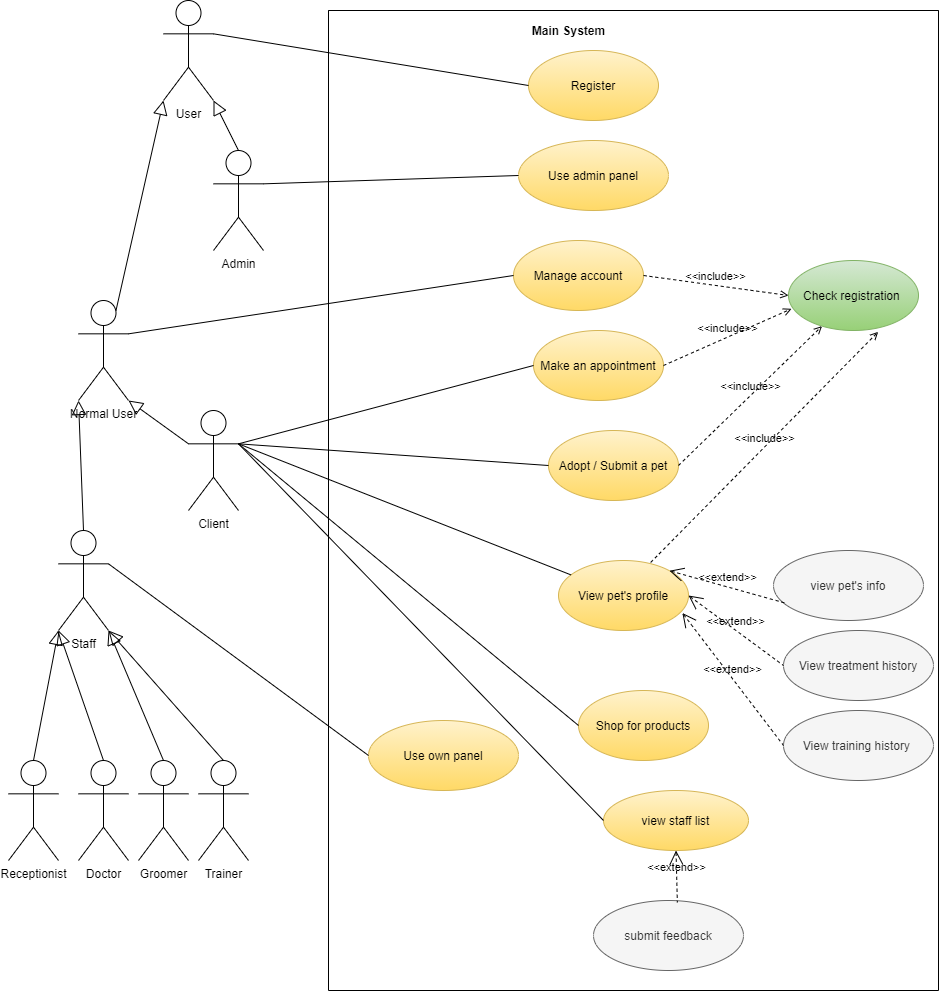 Main System
Register
User
Use admin panel
Admin
Manage account
<<include>>
Check registration
<<include>>
Make an appointment
<<include>>
Normal User
<<include>>
Adopt / Submit a pet
Client
<<extend>>
view pet's info
View pet's profile
<<extend>>
Staff
<<extend>>
View treatment history
Shop for products
View training history
Use own panel
view staff list
<<extend>>
Receptionist
Doctor
Groomer
Trainer
submit feedback